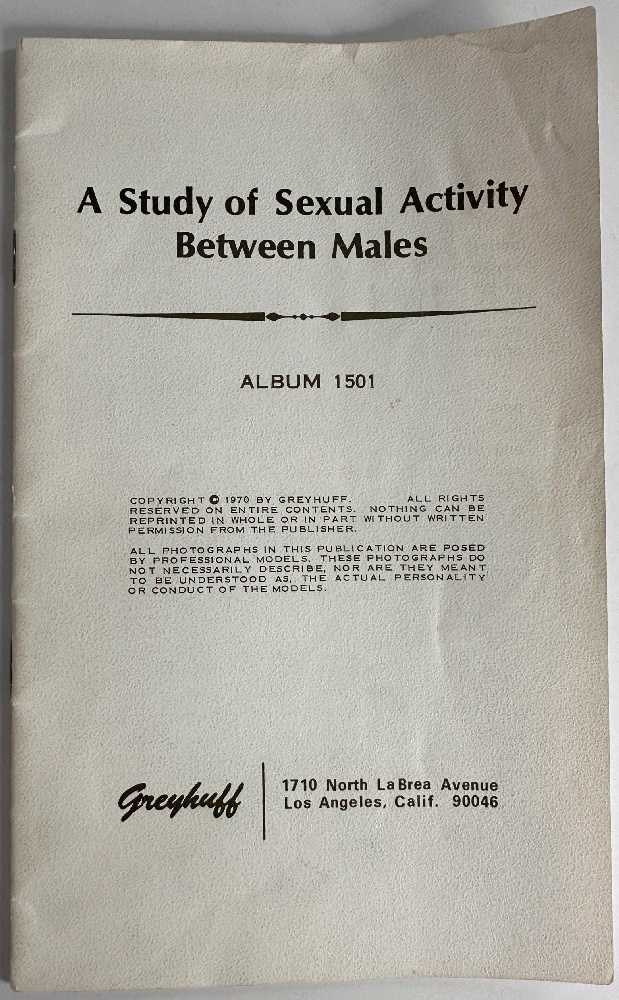 A Study of Sexual Activity
Between Males
ALBUM 1501
COPYRIGHT © 1970 BY GREYHUFF. ALL RIGHTS
RESERVED ON ENTIRE CONTENTS. NOTHING CAN BE
REPRINTED IN WHOLE OR IN PART WITHOUT WRITTEN
PERMISSION FROM THE PUBLISHER.
ALL PHOTOGRAPHS IN THIS PUBLICATION ARE POSED
BY PROFESSIONAL MODELS. THESE PHOTOGRAPHS DO
NOT NECESSARILY DESCRIBE, NOR ARE THEY MEANT
TO BE UNDERSTOOD AS, THE ACTUAL PERSONALITY
OR CONDUCT OF THE MODELS.
Greyhuff
1710 North La Brea Avenue
Los Angeles, Calif. 90046